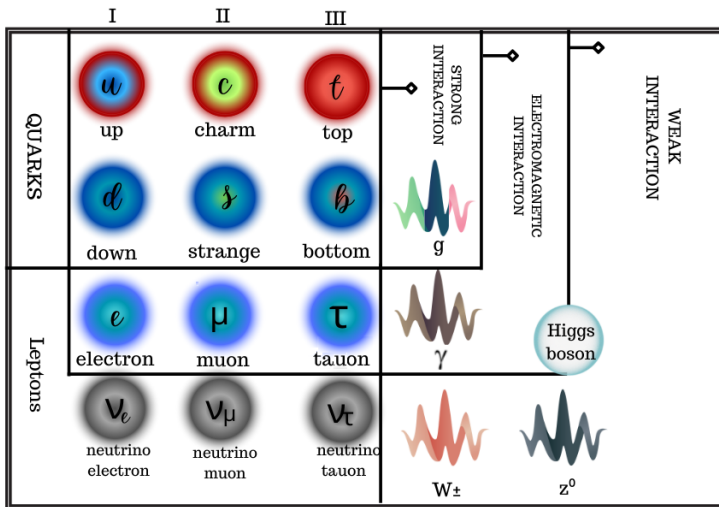 I II III
QUARKS
u c t
up charm top
d s b
down strange bottom
STRONG
INTERACTION
g
ELECTROMAGNETIC
INTERACTION
WEAK
INTERACTION
Leptons
e μ τ
electron muon tauon
γ
Higgs
boson
νe νμ ντ
neutrino
electron
neutrino
muon
neutrino
tauon
W±
z⁰